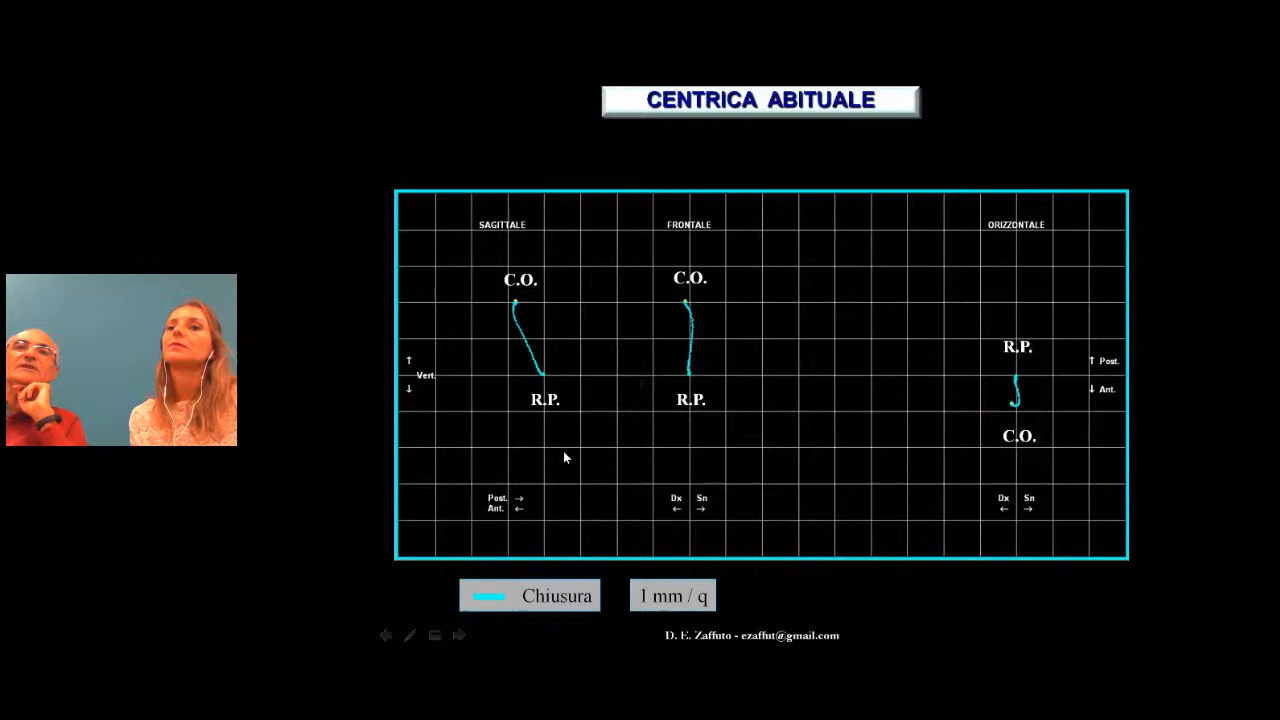 CENTRICA ABITUALE
SAGITTALE FRONTALE ORIZZONTALE
C.O. C.O.
R.P.
↑ ↑ Post.
Vert.
↓ ↓ Ant.
R.P. R.P.
C.O.
Post. → Dx Sn Dx Sn
Ant. ← ← → ← →
Chiusura 1 mm / q
D. E. Zaffuto - ezaffut@gmail.com